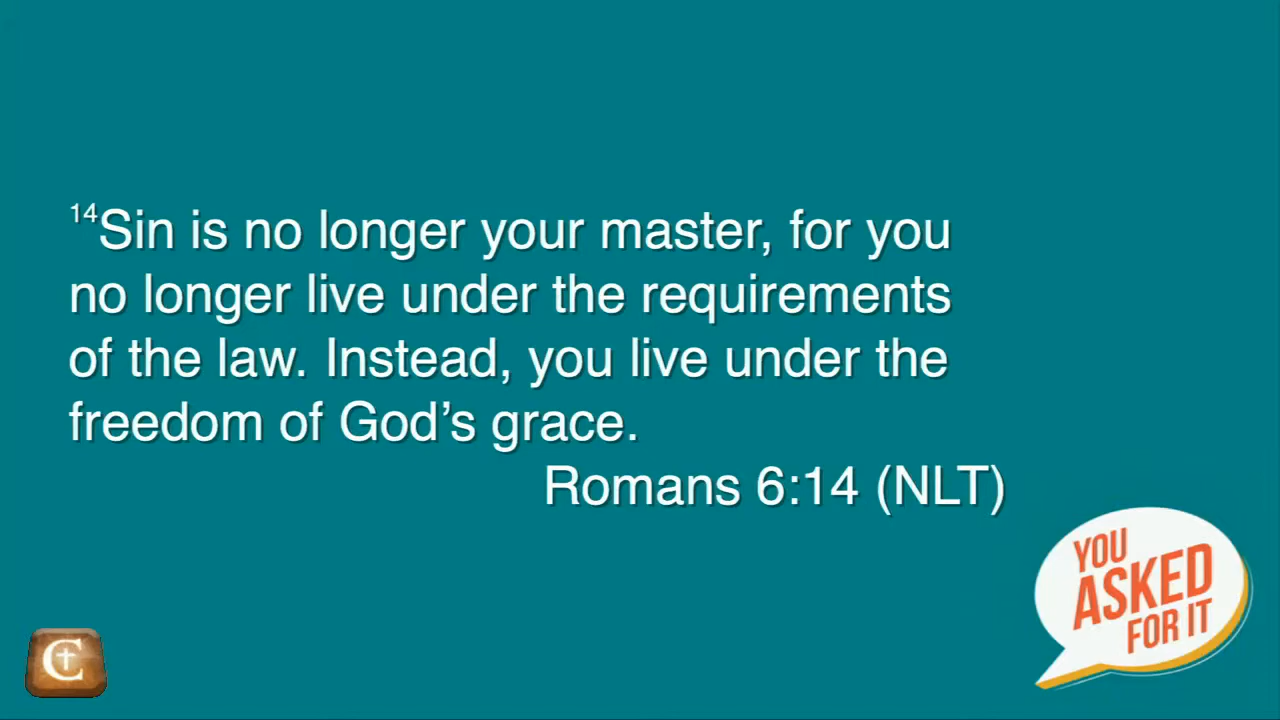 14Sin is no longer your master, for you
no longer live under the requirements
of the law. Instead, you live under the
freedom of God’s grace.
Romans 6:14 (NLT)
YOU
ASKED
FOR IT
C